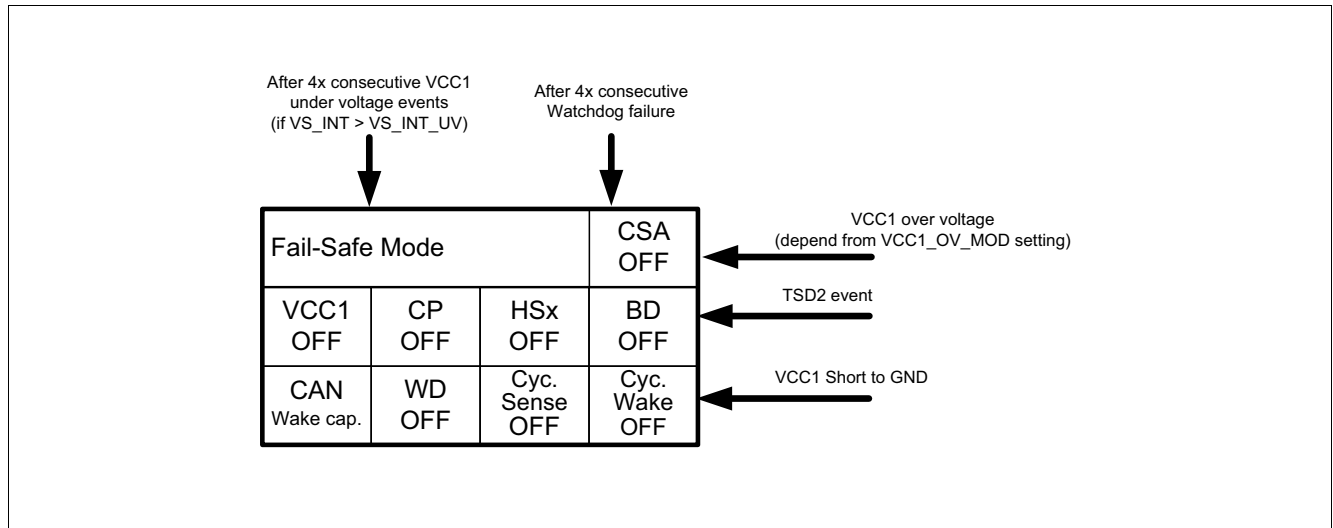 After 4x consecutive VCC1
under voltage events
(if VS_INT > VS_INT_UV)
After 4x consecutive
Watchdog failure
Fail-Safe Mode
CSA
OFF
VCC1 over voltage
(depend from VCC1_OV_MOD setting)
VCC1
OFF
CP
OFF
HSx
OFF
BD
OFF
TSD2 event
CAN
Wake cap.
WD
OFF
Cyc.
Sense
OFF
Cyc.
Wake
OFF
VCC1 Short to GND